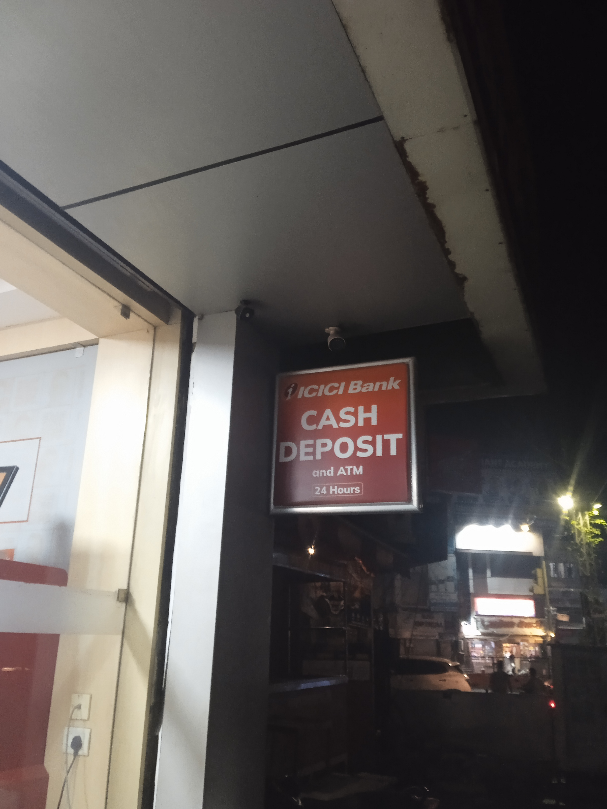 ICICI Bank
CASH
DEPOSIT
and ATM
24 Hours